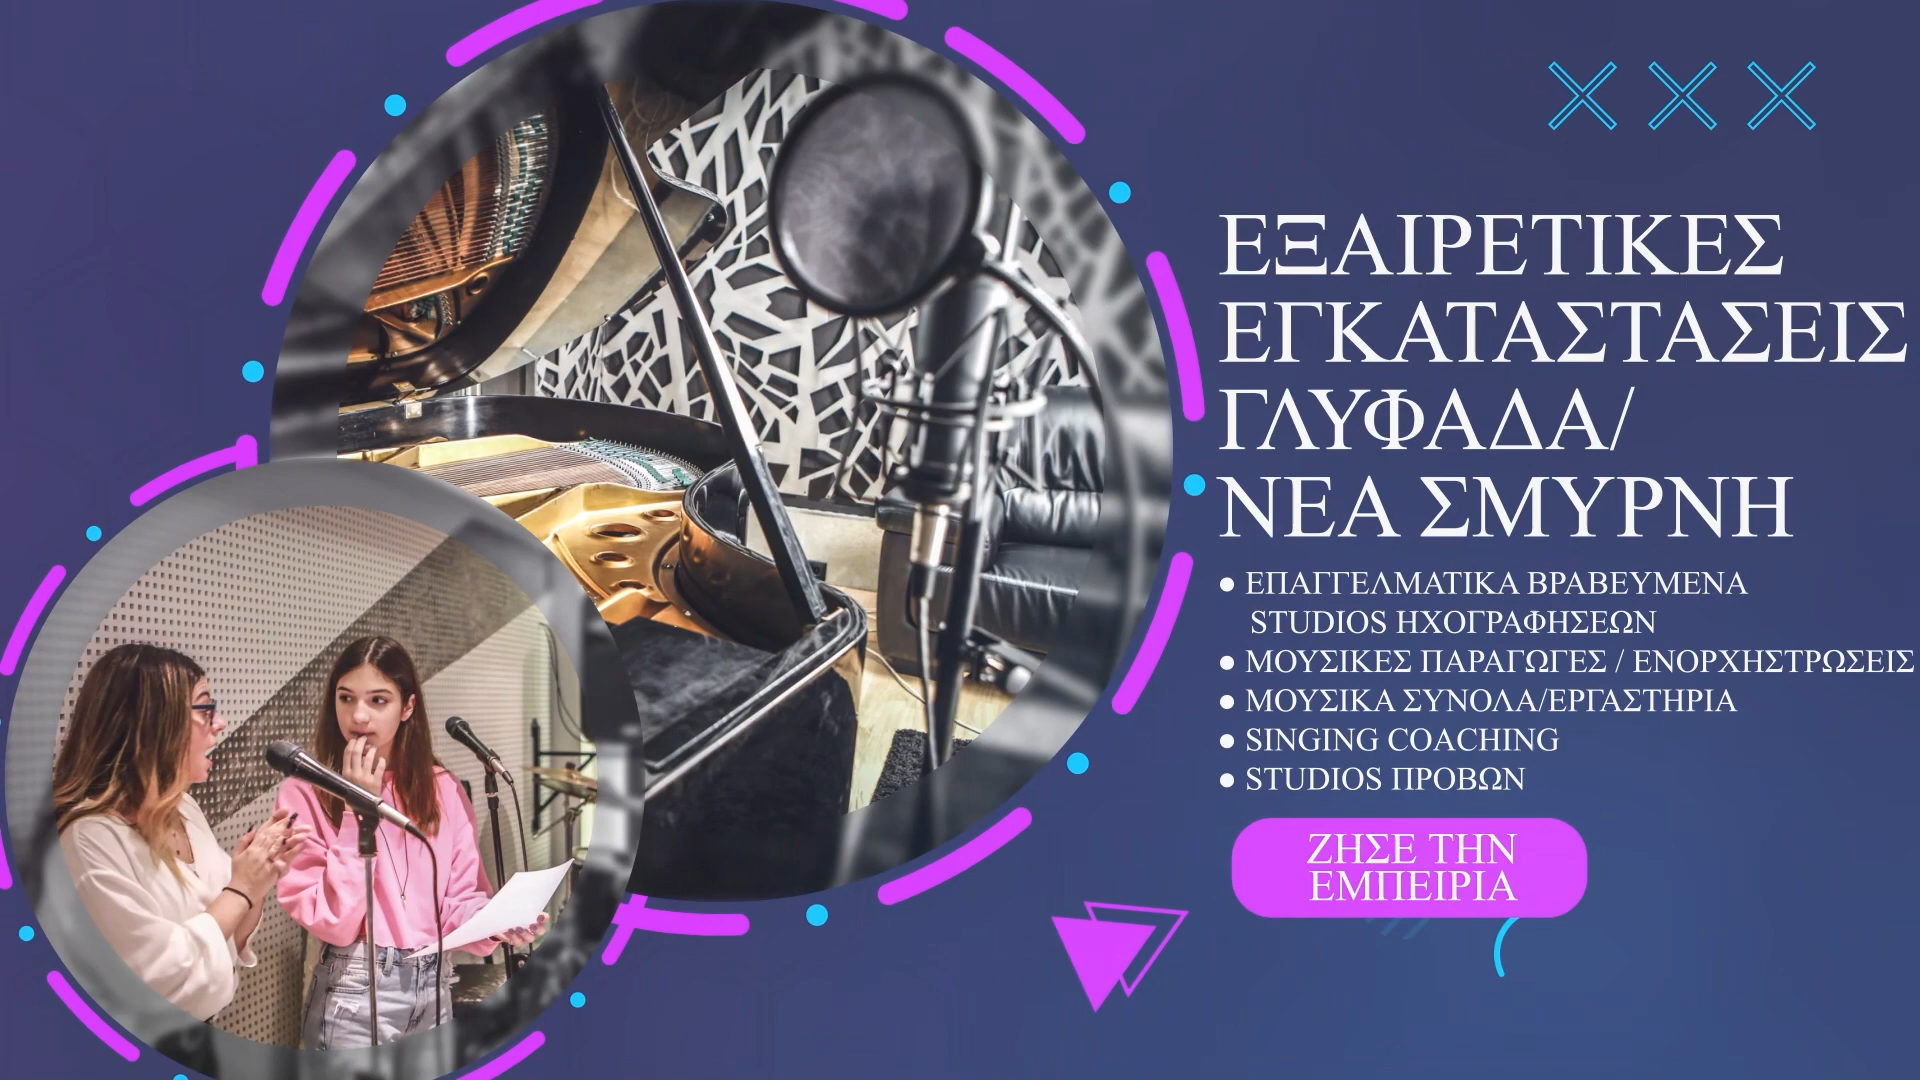 ΕΞΑΙΡΕΤΙΚΕΣ
ΕΓΚΑΤΑΣΤΑΣΕΙΣ
ΓΛΥΦΑΔΑ/
ΝΕΑ ΣΜΥΡΝΗ
● ΕΠΑΓΓΕΛΜΑΤΙΚΑ ΒΡΑΒΕΥΜΕΝΑ
STUDIOS ΗΧΟΓΡΑΦΗΣΕΩΝ
● ΜΟΥΣΙΚΕΣ ΠΑΡΑΓΩΓΕΣ / ΕΝΟΡΧΗΣΤΡΩΣΕΙΣ
● ΜΟΥΣΙΚΑ ΣΥΝΟΛΑ/ΕΡΓΑΣΤΗΡΙΑ
● SINGING COACHING
● STUDIOS ΠΡΟΒΩΝ
ΖΗΣΕ ΤΗΝ
ΕΜΠΕΙΡΙΑ